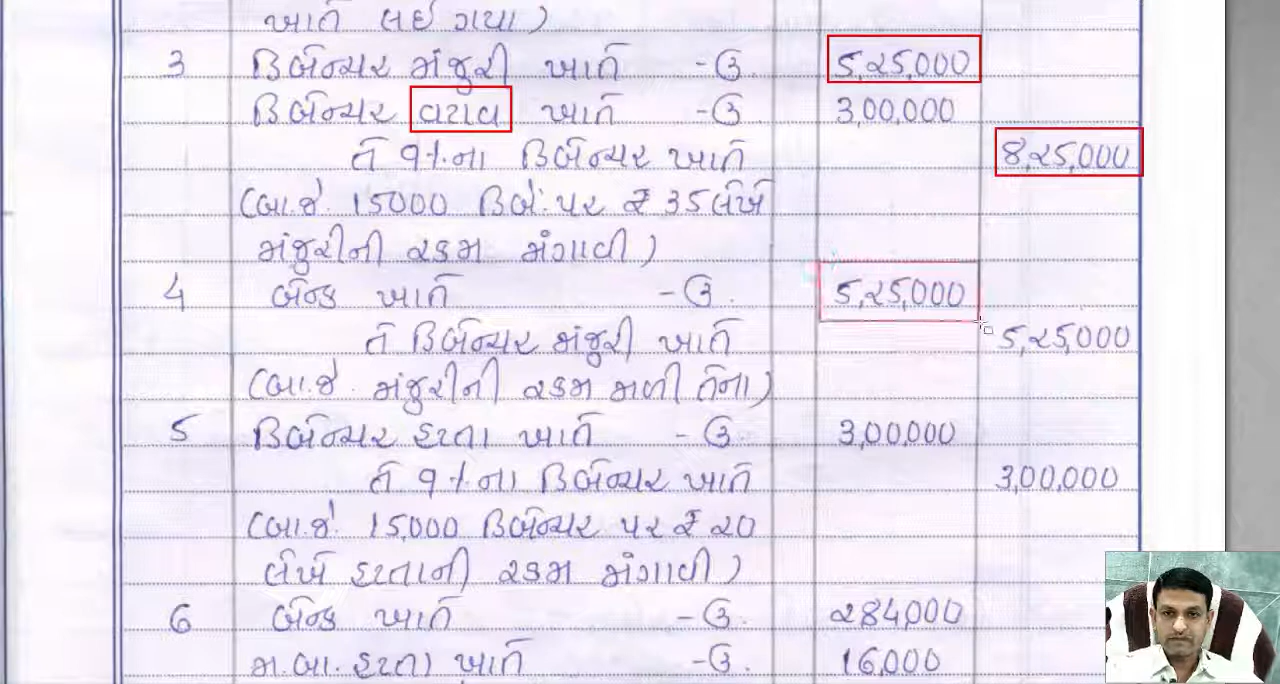 ખાતે લઈ ગયા)
3 ડિબેન્ચર મંજુરી ખાતે -ઉ 5,25,000
ડિબેન્ચર વટાવ ખાતે -ઉ 3,00,000
તે 9% ના ડિબેન્ચર ખાતે 8,25,000
(બા.જે. 15000 ડિબે. પર ₹ 35 લેખે
મંજુરીની રકમ મંગાવી)
4 બેન્ક ખાતે -ઉ. 5,25,000
તે ડિબેન્ચર મંજુરી ખાતે 5,25,000
(બા.જે. મંજુરીની રકમ મળી તેના)
5 ડિબેન્ચર હપ્તા ખાતે -ઉ. 3,00,000
તે 9% ના ડિબેન્ચર ખાતે 3,00,000
(બા.જે. 15,000 ડિબેન્ચર પર ₹ 20
લેખે હપ્તાની રકમ મંગાવી)
6 બેન્ક ખાતે -ઉ. 284,000
મ.બા. હપ્તા ખાતે -ઉ. 16,000